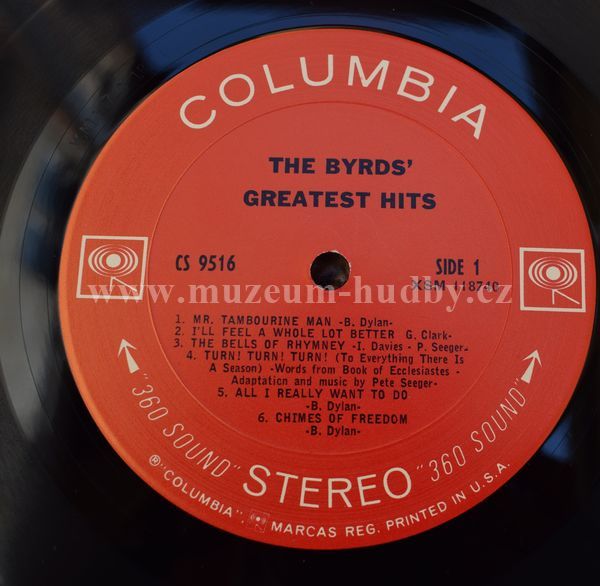 COLUMBIA
THE BYRDS'
GREATEST HITS
CS 9516
SIDE 1
XSM 118740
www.muzeum-hudby.cz
1. MR. TAMBOURINE MAN -B. Dylan-
2. I'LL FEEL A WHOLE LOT BETTER G. Clark-
3. THE BELLS OF RHYMNEY -I. Davies - P. Seeger-
4. TURN! TURN! TURN! (To Everything There Is
A Season) -Words from Book of Ecclesiastes -
Adaptation and music by Pete Seeger-
5. ALL I REALLY WANT TO DO
-B. Dylan-
6. CHIMES OF FREEDOM
-B. Dylan-
"360 SOUND" STEREO "360 SOUND"
® "COLUMBIA", MARCAS REG. PRINTED IN U.S.A.